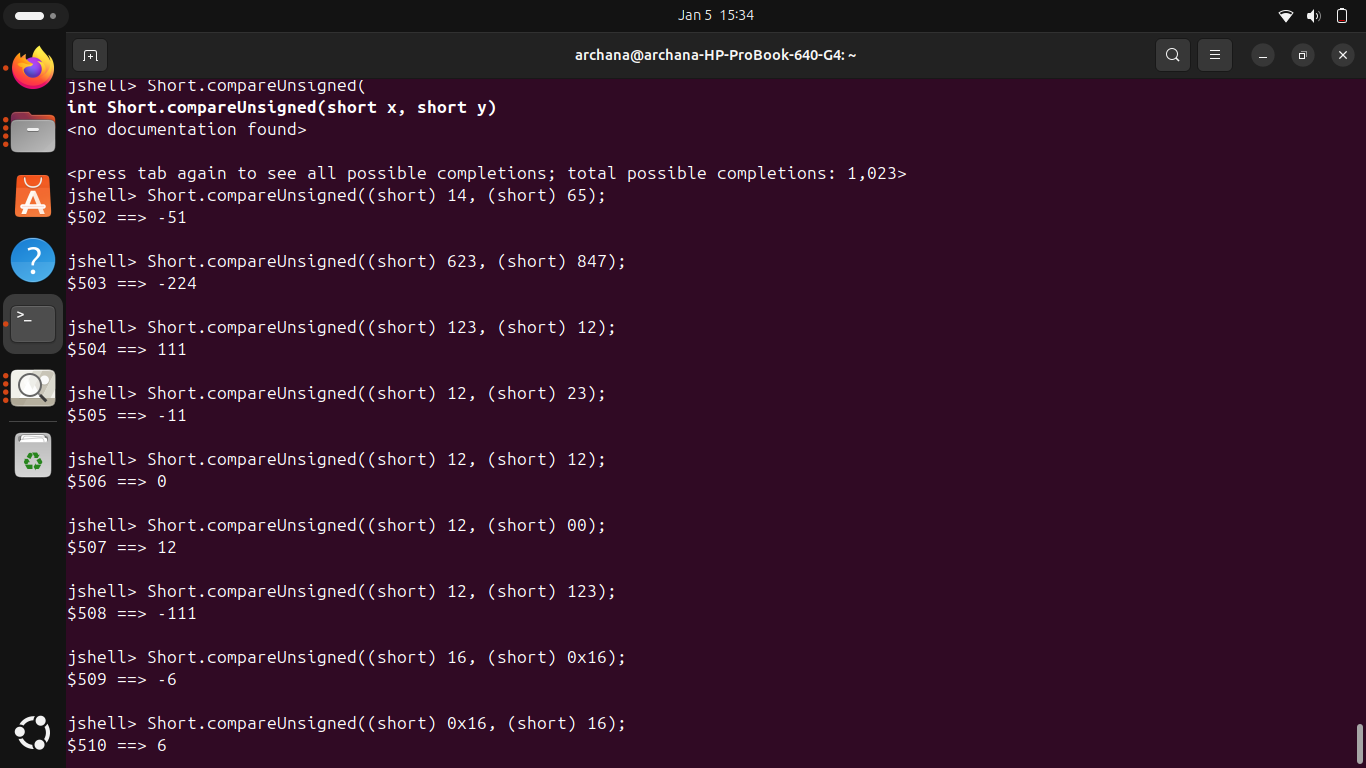 Jan 5 15:34
archana@archana-HP-ProBook-640-G4: ~
jshell> Short.compareUnsigned(
int Short.compareUnsigned(short x, short y)
<no documentation found>
<press tab again to see all possible completions; total possible completions: 1,023>
jshell> Short.compareUnsigned((short) 14, (short) 65);
$502 ==> -51
jshell> Short.compareUnsigned((short) 623, (short) 847);
$503 ==> -224
jshell> Short.compareUnsigned((short) 123, (short) 12);
$504 ==> 111
jshell> Short.compareUnsigned((short) 12, (short) 23);
$505 ==> -11
jshell> Short.compareUnsigned((short) 12, (short) 12);
$506 ==> 0
jshell> Short.compareUnsigned((short) 12, (short) 00);
$507 ==> 12
jshell> Short.compareUnsigned((short) 12, (short) 123);
$508 ==> -111
jshell> Short.compareUnsigned((short) 16, (short) 0x16);
$509 ==> -6
jshell> Short.compareUnsigned((short) 0x16, (short) 16);
$510 ==> 6